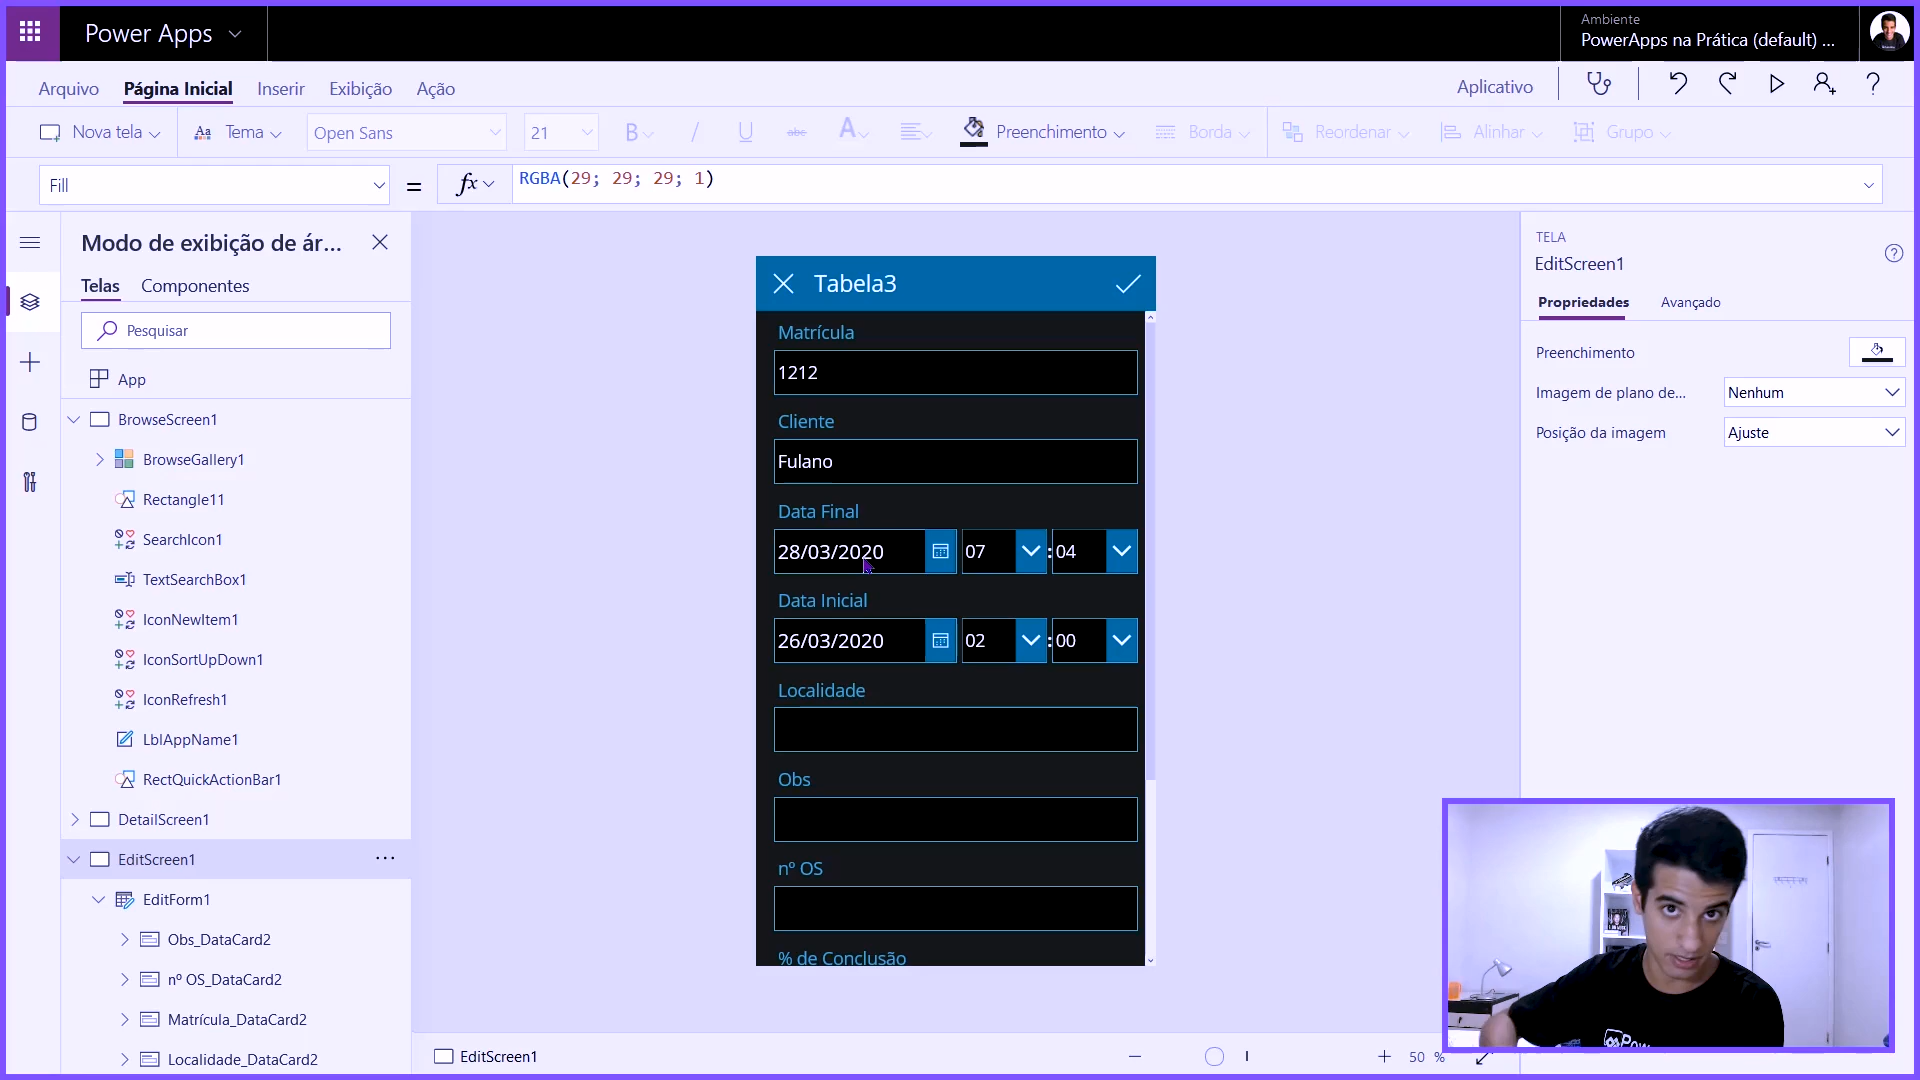 Power Apps
Ambiente
PowerApps na Prática (default) ...
Arquivo
Página Inicial
Inserir
Exibição
Ação
Aplicativo
Nova tela
Aa
Tema
Open Sans
21
B
/
U
abc
A
Preenchimento
Borda
Reordenar
Alinhar
Grupo
Fill
=
fx
RGBA(29; 29; 29; 1)
Modo de exibição de ár...
Telas
Componentes
Pesquisar
App
BrowseScreen1
BrowseGallery1
Rectangle11
SearchIcon1
TextSearchBox1
IconNewItem1
IconSortUpDown1
IconRefresh1
LblAppName1
RectQuickActionBar1
DetailScreen1
EditScreen1
...
EditForm1
Obs_DataCard2
nº OS_DataCard2
Matrícula_DataCard2
Localidade_DataCard2
Tabela3
Matrícula
1212
Cliente
Fulano
Data Final
28/03/2020
07
:
04
Data Inicial
26/03/2020
02
:
00
Localidade
Obs
nº OS
% de Conclusão
EditScreen1
50 %
TELA
EditScreen1
Propriedades
Avançado
Preenchimento
Imagem de plano de...
Nenhum
Posição da imagem
Ajuste